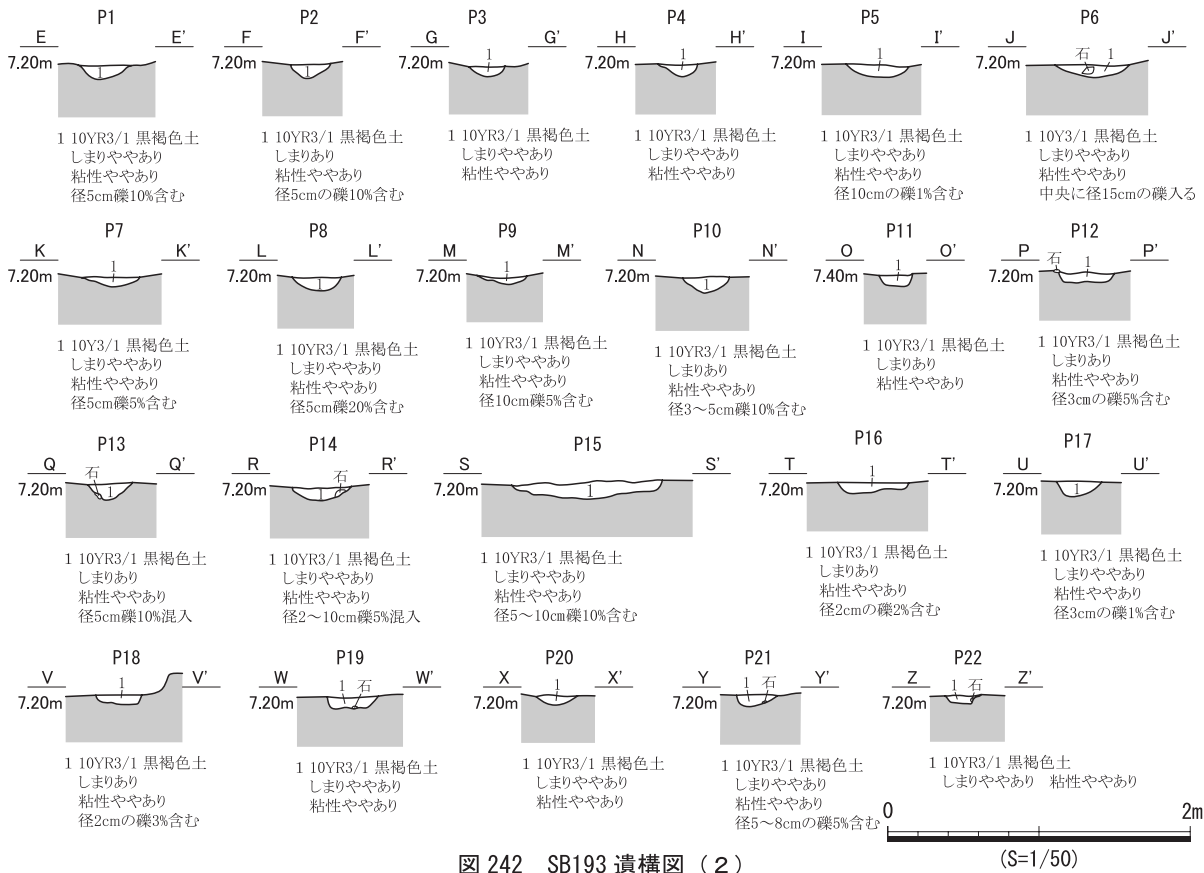 P1 P2 P3 P4 P5 P6
E E' F F' G G' H H' I I' J J'
7.20m 1 7.20m 1 7.20m 1 7.20m 1 7.20m 1 7.20m 石 1
1 10YR3/1 黒褐色土
しまりややあり
粘性ややあり
径5cm礫10%含む
1 10YR3/1 黒褐色土
しまりあり
粘性ややあり
径5cmの礫10%含む
1 10YR3/1 黒褐色土
しまりややあり
粘性ややあり
1 10YR3/1 黒褐色土
しまりややあり
粘性ややあり
1 10YR3/1 黒褐色土
しまりややあり
粘性ややあり
径10cmの礫1%含む
1 10Y3/1 黒褐色土
しまりややあり
粘性ややあり
中央に径15cmの礫入る
P7 P8 P9 P10 P11 P12
K K' L L' M M' N N' O O' P P'
7.20m 1 7.20m 1 7.20m 1 7.20m 1 7.40m 1 7.20m 石 1
1 10Y3/1 黒褐色土
しまりややあり
粘性ややあり
径5cm礫5%含む
1 10YR3/1 黒褐色土
しまりややあり
粘性ややあり
径5cm礫20%含む
1 10YR3/1 黒褐色土
しまりややあり
粘性ややあり
径10cm礫5%含む
1 10YR3/1 黒褐色土
しまりあり
粘性ややあり
径3～5cm礫10%含む
1 10YR3/1 黒褐色土
しまりあり
粘性ややあり
1 10YR3/1 黒褐色土
しまりあり
粘性ややあり
径3cmの礫5%含む
P13 P14 P15 P16 P17
Q Q' R R' S S' T T' U U'
7.20m 石 1 7.20m 1 石 7.20m 1 7.20m 1 7.20m 1
1 10YR3/1 黒褐色土
しまりあり
粘性ややあり
径5cm礫10%混入
1 10YR3/1 黒褐色土
しまりややあり
粘性ややあり
径2～10cm礫5%混入
1 10YR3/1 黒褐色土
しまりややあり
粘性ややあり
径5～10cm礫10%含む
1 10YR3/1 黒褐色土
しまりあり
粘性ややあり
径2cmの礫2%含む
1 10YR3/1 黒褐色土
しまりややあり
粘性ややあり
径3cmの礫1%含む
P18 P19 P20 P21 P22
V V' W W' X X' Y Y' Z Z'
7.20m 1 7.20m 1 石 7.20m 1 7.20m 1 石 7.20m 1 石
1 10YR3/1 黒褐色土
しまりあり
粘性ややあり
径2cmの礫3%含む
1 10YR3/1 黒褐色土
しまりややあり
粘性ややあり
1 10YR3/1 黒褐色土
しまりややあり
粘性ややあり
1 10YR3/1 黒褐色土
しまりややあり
粘性ややあり
径5～8cmの礫5%含む
1 10YR3/1 黒褐色土
しまりややあり 粘性ややあり
0 2m
(S=1/50)
図 242 SB193 遺構図（2）